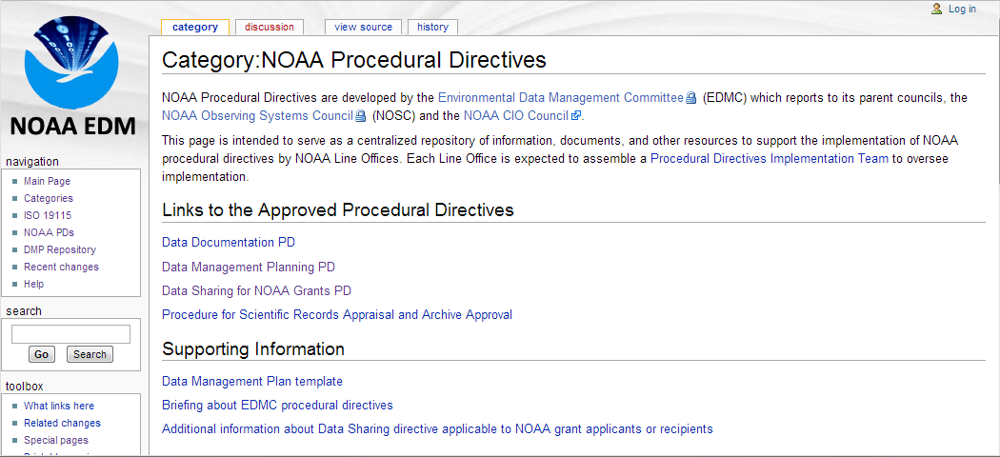 Log in
category
discussion
view source
history
NOAA EDM
navigation
Main Page
Categories
ISO 19115
NOAA PDs
DMP Repository
Recent changes
Help
search
Go Search
toolbox
What links here
Related changes
Special pages
Category:NOAA Procedural Directives
NOAA Procedural Directives are developed by the Environmental Data Management Committee (EDMC) which reports to its parent councils, the
NOAA Observing Systems Council (NOSC) and the NOAA CIO Council.
This page is intended to serve as a centralized repository of information, documents, and other resources to support the implementation of NOAA
procedural directives by NOAA Line Offices. Each Line Office is expected to assemble a Procedural Directives Implementation Team to oversee
implementation.
Links to the Approved Procedural Directives
Data Documentation PD
Data Management Planning PD
Data Sharing for NOAA Grants PD
Procedure for Scientific Records Appraisal and Archive Approval
Supporting Information
Data Management Plan template
Briefing about EDMC procedural directives
Additional information about Data Sharing directive applicable to NOAA grant applicants or recipients